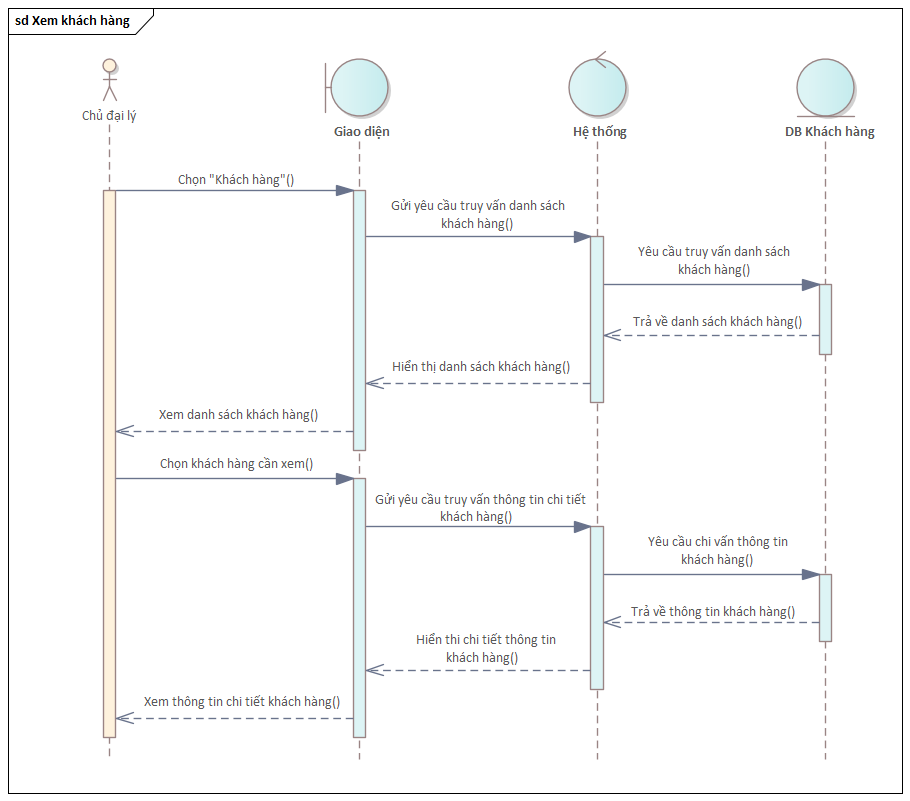 sd Xem khách hàng
Chủ đại lý
Giao diện
Hệ thống
DB Khách hàng
Chọn "Khách hàng"()
Gửi yêu cầu truy vấn danh sách
khách hàng()
Yêu cầu truy vấn danh sách
khách hàng()
Trả về danh sách khách hàng()
Hiển thị danh sách khách hàng()
Xem danh sách khách hàng()
Chọn khách hàng cần xem()
Gửi yêu cầu truy vấn thông tin chi tiết
khách hàng()
Yêu cầu chi vấn thông tin
khách hàng()
Trả về thông tin khách hàng()
Hiển thi chi tiết thông tin
khách hàng()
Xem thông tin chi tiết khách hàng()